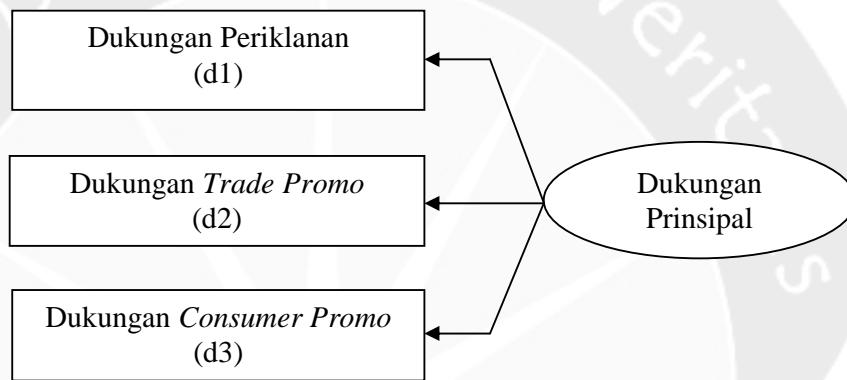 Dukungan Periklanan
(d1)
Dukungan Trade Promo
(d2)
Dukungan Consumer Promo
(d3)
Dukungan
Prinsipal